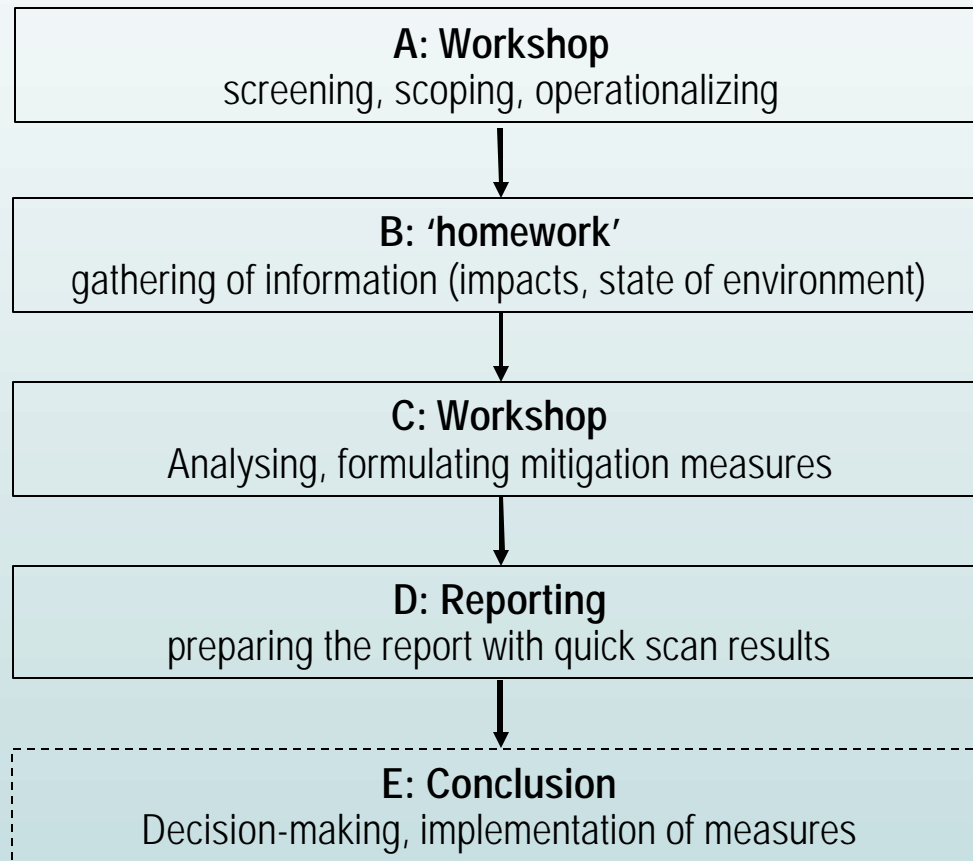 A: Workshop
screening, scoping, operationalizing
B: ‘homework’
gathering of information (impacts, state of environment)
C: Workshop
Analysing, formulating mitigation measures
D: Reporting
preparing the report with quick scan results
E: Conclusion
Decision-making, implementation of measures